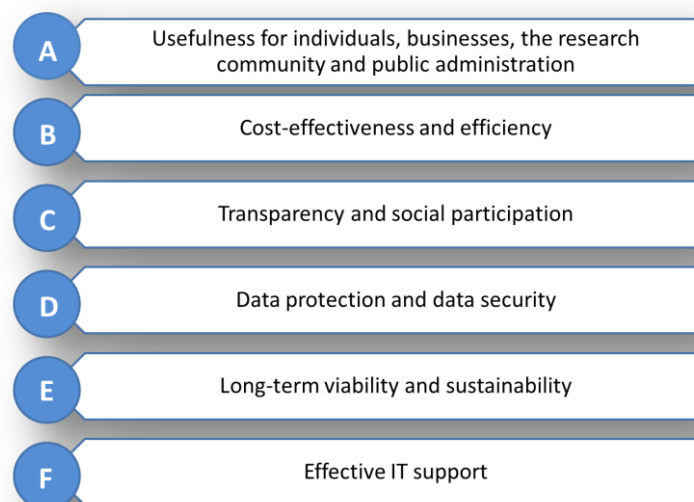 A
Usefulness for individuals, businesses, the research
community and public administration
B
Cost-effectiveness and efficiency
C
Transparency and social participation
D
Data protection and data security
E
Long-term viability and sustainability
F
Effective IT support